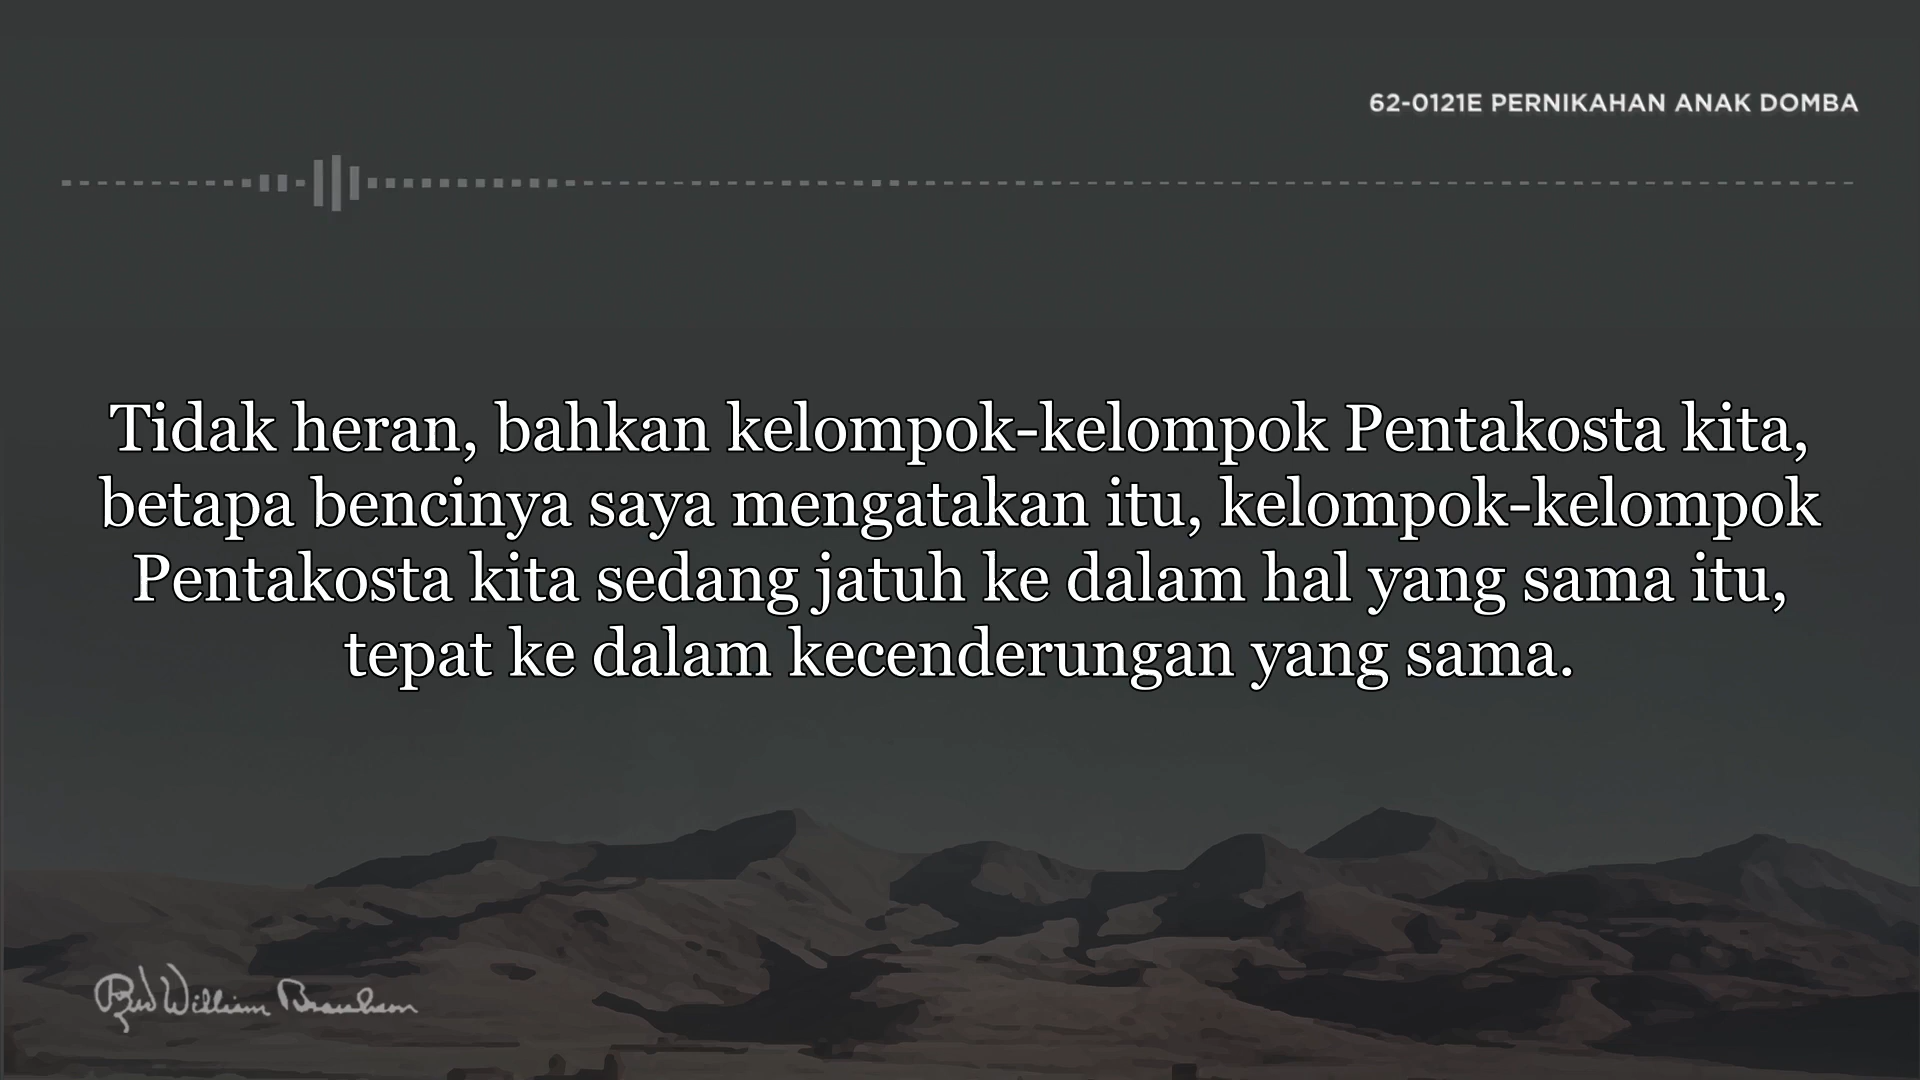 62-0121E PERNIKAHAN ANAK DOMBA
Tidak heran, bahkan kelompok-kelompok Pentakosta kita,
betapa bencinya saya mengatakan itu, kelompok-kelompok
Pentakosta kita sedang jatuh ke dalam hal yang sama itu,
tepat ke dalam kecenderungan yang sama.
Rev William Branham